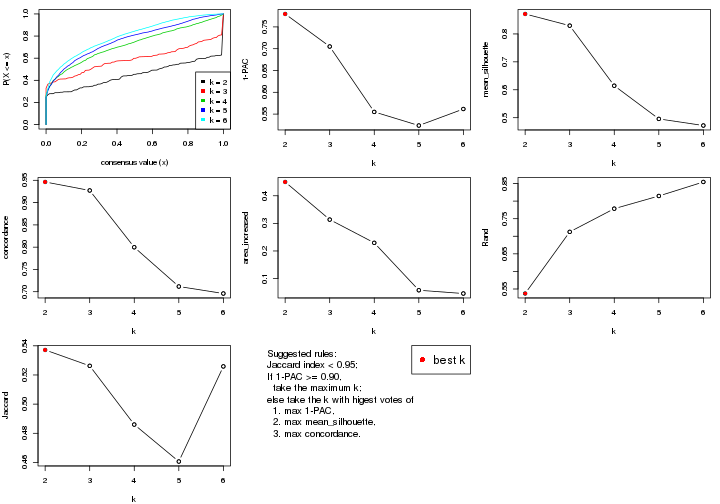 P(X <= x)
0.0 0.2 0.4 0.6 0.8 1.0
k = 2
k = 3
k = 4
k = 5
k = 6
0.0 0.2 0.4 0.6 0.8 1.0
consensus value (x)
1-PAC
0.55 0.60 0.65 0.70 0.75
2 3 4 5 6
k
mean_silhouette
0.5 0.6 0.7 0.8
2 3 4 5 6
k
concordance
0.70 0.75 0.80 0.85 0.90 0.95
2 3 4 5 6
k
area_increased
0.1 0.2 0.3 0.4
2 3 4 5 6
k
Rand
0.55 0.65 0.75 0.85
2 3 4 5 6
k
Jaccard
0.46 0.48 0.50 0.52 0.54
2 3 4 5 6
k
Suggested rules:
Jaccard index < 0.95;
If 1-PAC >= 0.90,
take the maximum k;
else take the k with higest votes of
1. max 1-PAC,
2. max mean_silhouette,
3. max concordance.
best k